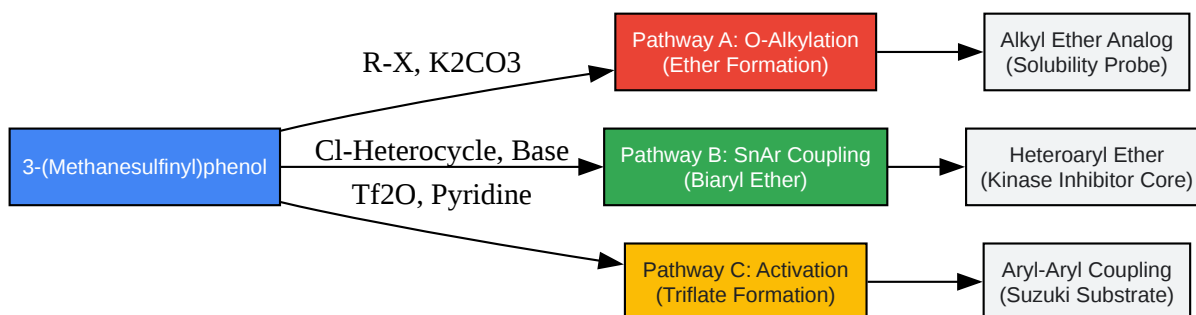 3-(Methanesulfinyl)phenol
R-X, K2CO3
Pathway A: O-Alkylation
(Ether Formation)
Alkyl Ether Analog
(Solubility Probe)
Cl-Heterocycle, Base
Pathway B: SnAr Coupling
(Biaryl Ether)
Heteroaryl Ether
(Kinase Inhibitor Core)
Tf2O, Pyridine
Pathway C: Activation
(Triflate Formation)
Aryl-Aryl Coupling
(Suzuki Substrate)